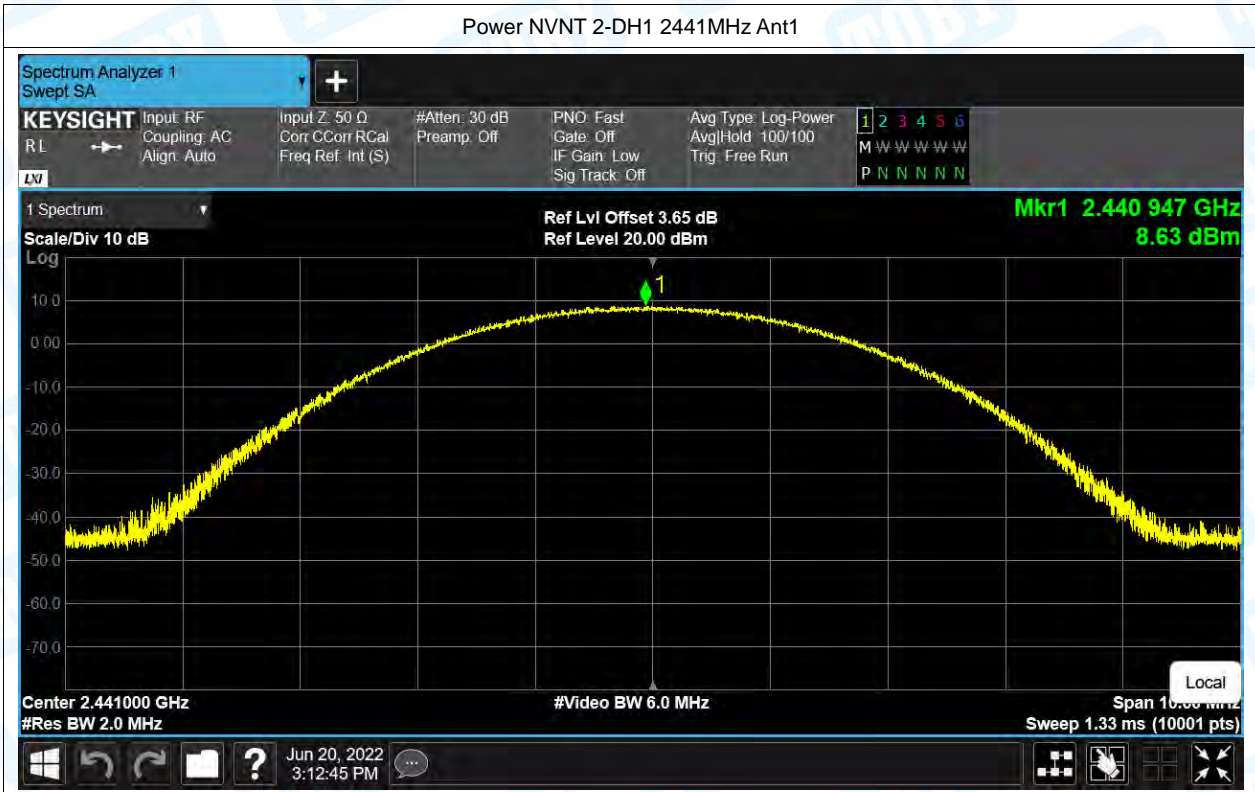 Power NVNT 2-DH1 2441MHz Ant1
Spectrum Analyzer 1
Swept SA
KEYSIGHT
R L
LXI
Input: RF
Coupling: AC
Align: Auto
Input Z: 50 Ω
Corr CCorr RCal
Freq Ref: Int (S)
#Atten: 30 dB
Preamp: Off
PNO: Fast
Gate: Off
IF Gain: Low
Sig Track: Off
Avg Type: Log-Power
Avg|Hold: 100/100
Trig: Free Run
1 2 3 4 5 6
M W W W W W W
P N N N N N N
1 Spectrum
Scale/Div 10 dB
Ref Lvl Offset 3.65 dB
Ref Level 20.00 dBm
Mkr1 2.440 947 GHz
8.63 dBm
Log
1
10.0
0.00
-10.0
-20.0
-30.0
-40.0
-50.0
-60.0
-70.0
Local
Center 2.441000 GHz
#Video BW 6.0 MHz
Span 10.00 MHz
#Res BW 2.0 MHz
Sweep 1.33 ms (10001 pts)
?
Jun 20, 2022
3:12:45 PM